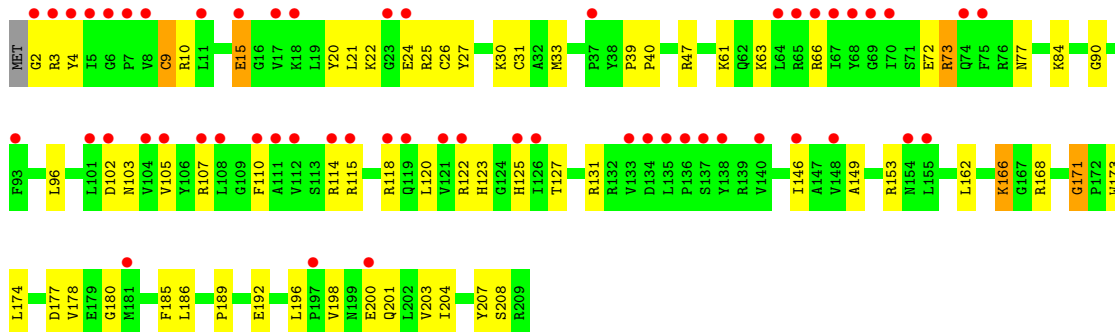 MET G2 R3 Y4 I5 G6 P7 V8 C9 R10 L11 E15 G16 V17 K18 L19 Y20 L21 K22 G23 E24 R25 C26 Y27 K30 C31 A32 M33 P37 Y38 P39 P40 R47 K61 Q62 K63 L64 R65 R66 I67 Y68 G69 I70 S71 E72 R73 Q74 F75 R76 N77 K84 G90
F93 L96 L101 D102 N103 V104 V105 Y106 R107 L108 G109 F110 A111 V112 S113 R114 R115 R118 Q119 L120 V121 R122 H123 G124 H125 I126 T127 R131 R132 V133 D134 L135 P136 S137 Y138 R139 V140 I146 A147 V148 A149 R153 N154 L155 L162 K166 G167 R168 G171 P172 W173
L174 D177 V178 E179 G180 M181 F185 L186 P189 E192 L196 P197 V198 N199 E200 Q201 L202 V203 I204 Y207 S208 R209